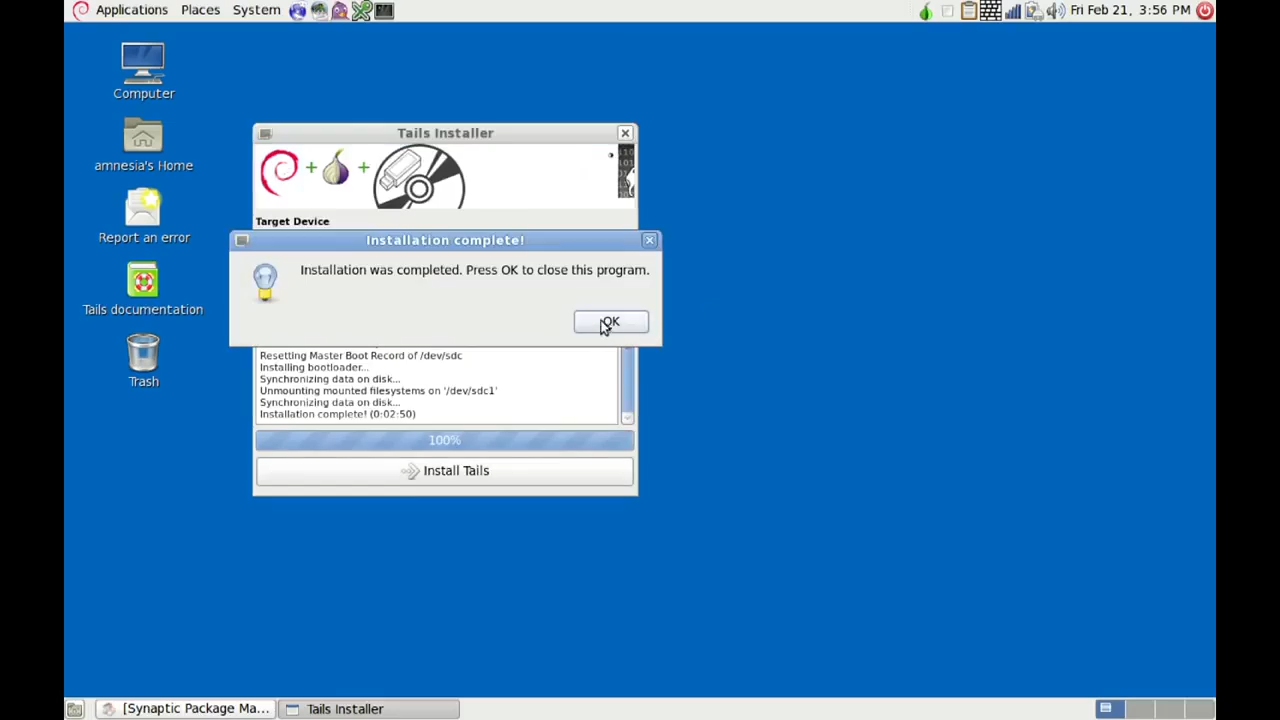 Applications Places System
Fri Feb 21, 3:56 PM
Computer
amnesia's Home
Report an error
Tails documentation
Trash
Tails Installer
Target Device
Installation complete!
Installation was completed. Press OK to close this program.
OK
Resetting Master Boot Record of /dev/sdc
Installing bootloader...
Synchronizing data on disk...
Unmounting mounted filesystems on '/dev/sdc1'
Synchronizing data on disk...
Installation complete! (0:02:50)
100%
Install Tails
[Synaptic Package Ma... Tails Installer